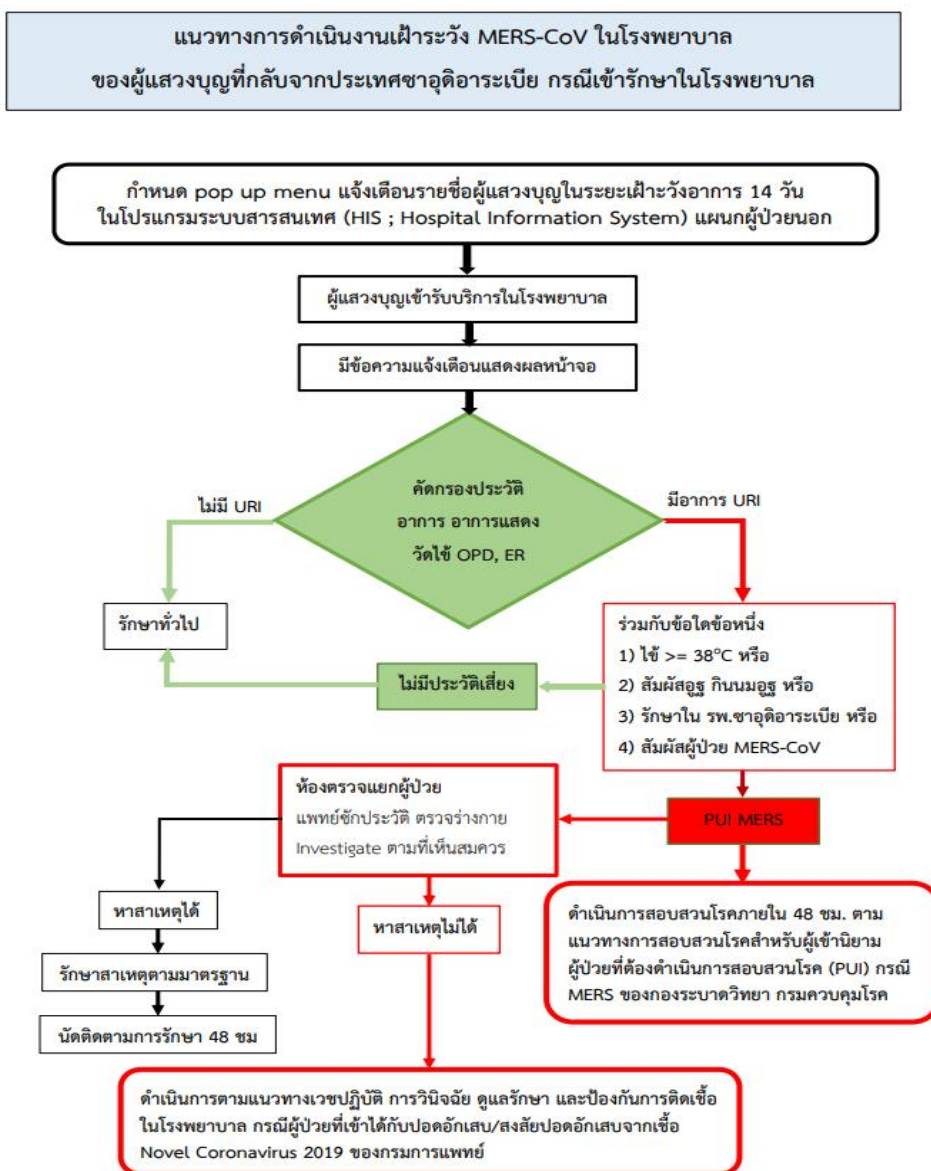 แนวทางการดำเนินงานเฝ้าระวัง MERS-CoV ในโรงพยาบาล
ของผู้แสวงบุญที่กลับจากประเทศซาอุดิอาระเบีย กรณีเข้ารักษาในโรงพยาบาล
กำหนด pop up menu แจ้งเตือนรายชื่อผู้แสวงบุญในระยะเฝ้าะวังอาการ 14 วัน
ในโปรแกรมระบบสารสนเทศ (HIS ; Hospital Information System) แผนกผู้ป่วยนอก
ผู้แสวงบุญเข้ารับบริการในโรงพยาบาล
มีข้อความแจ้งเตือนแสดงผลหน้าจอ
คัดกรองประวัติ
อาการ อาการแสดง
วัดไข้ OPD, ER
ไม่มี URI
มีอาการ URI
รักษาทั่วไป
ไม่มีประวัติเสี่ยง
ร่วมกับข้อใดข้อหนึ่ง
1) ไข้ >= 38°C หรือ
2) สัมผัสอูฐ กินนมอูฐ หรือ
3) รักษาใน รพ.ซาอุดิอาระเบีย หรือ
4) สัมผัสผู้ป่วย MERS-CoV
PUI MERS
ห้องตรวจแยกผู้ป่วย
แพทย์ซักประวัติ ตรวจร่างกาย
Investigate ตามที่เห็นสมควร
หาสาเหตุได้
รักษาสาเหตุตามมาตรฐาน
นัดติดตามการรักษา 48 ชม
หาสาเหตุไม่ได้
ดำเนินการสอบสวนโรคภายใน 48 ชม. ตาม
แนวทางการสอบสวนโรคสำหรับผู้เข้านิยาม
ผู้ป่วยที่ต้องดำเนินการสอบสวนโรค (PUI) กรณี
MERS ของกองระบาดวิทยา กรมควบคุมโรค
ดำเนินการตามแนวทางเวชปฏิบัติ การวินิจฉัย ดูแลรักษา และป้องกันการติดเชื้อ
ในโรงพยาบาล กรณีผู้ป่วยที่เข้าได้กับปอดอักเสบ/สงสัยปอดอักเสบจากเชื้อ
Novel Coronavirus 2019 ของกรมการแพทย์